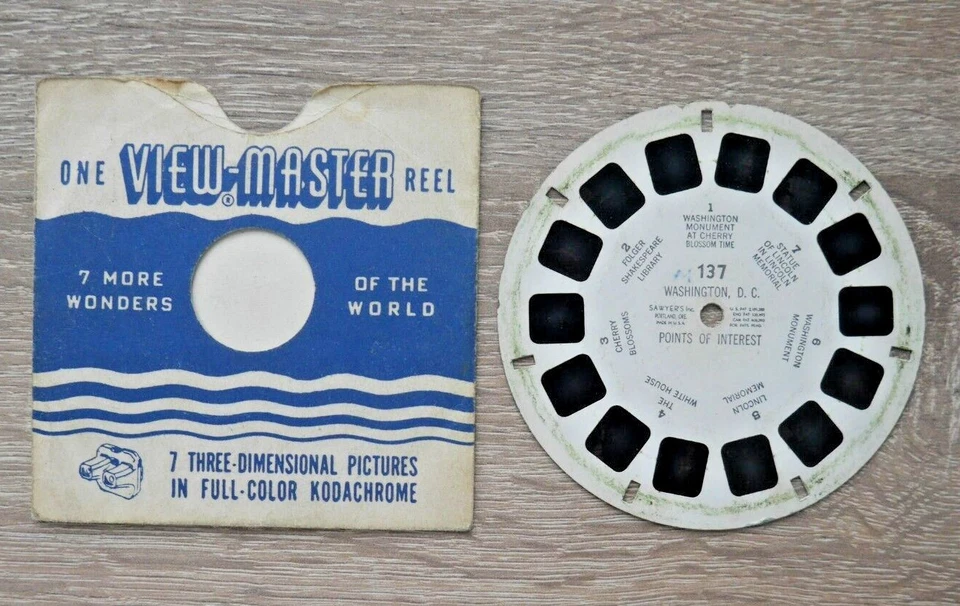 ONE VIEW-MASTER® REEL
7 MORE
WONDERS
OF THE
WORLD
7 THREE-DIMENSIONAL PICTURES
IN FULL-COLOR KODACHROME
1
WASHINGTON
MONUMENT
AT CHERRY
BLOSSOM TIME
2
FOLGER
SHAKESPEARE
LIBRARY
3
CHERRY
BLOSSOMS
4
THE
WHITE HOUSE
5
LINCOLN
MEMORIAL
6
WASHINGTON
MONUMENT
7
STATUE
OF LINCOLN
IN LINCOLN
MEMORIAL
137
WASHINGTON, D. C.
SAWYER'S Inc.
PORTLAND, ORE.
MADE IN U.S.A.
POINTS OF INTEREST